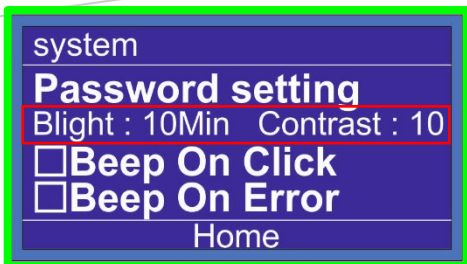 system
Password setting
Blight : 10Min Contrast : 10
☐Beep On Click
☐Beep On Error
Home